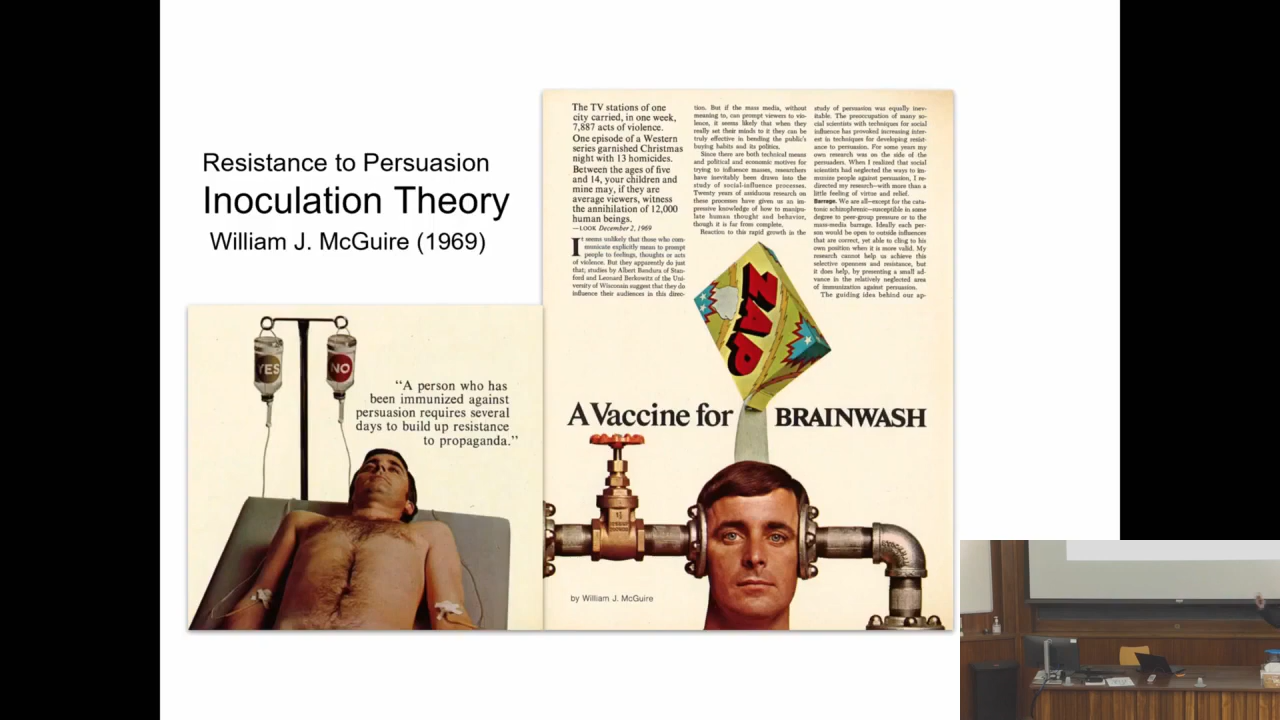 Resistance to Persuasion
Inoculation Theory
William J. McGuire (1969)
YES
NO
“A person who has
been immunized against
persuasion requires several
days to build up resistance
to propaganda.”
The TV stations of one
city carried, in one week,
7,887 acts of violence.
One episode of a Western
series garnished Christmas
night with 13 homicides.
Between the ages of five
and 14, your children and
mine may, if they are
average viewers, witness
the annihilation of 12,000
human beings.
—LOOK December 2, 1969
It seems unlikely that those who com-
municate explicitly mean to prompt
people to feelings, thoughts or acts
of violence. But they apparently do just
that; studies by Albert Bandura of Stan-
ford and Leonard Berkowitz of the Uni-
versity of Wisconsin suggest that they do
influence their audiences in this direc-
tion. But if the mass media, without
meaning to, can prompt viewers to vio-
lence, it seems likely that when they
really set their minds to it they can be
truly effective in bending the public's
buying habits and its politics.
Since there are both technical means
and political and economic motives for
trying to influence masses, researchers
have inevitably been drawn into the
study of social-influence processes.
Twenty years of assiduous research on
these processes have given us an im-
pressive knowledge of how to manipu-
late human thought and behavior,
though it is far from complete.
Reaction to this rapid growth in the
study of persuasion was equally inev-
itable. The preoccupation of many so-
cial scientists with techniques for social
influence has provoked increasing inter-
est in techniques for developing resist-
ance to persuasion. For some years my
own research was on the side of the
persuaders. When I realized that social
scientists had neglected the ways to im-
munize people against persuasion, I re-
directed my research—with more than a
little feeling of virtue and relief.
Barrage. We are all—except for the cata-
tonic schizophrenic—susceptible in some
degree to peer-group pressure or to the
mass-media barrage. Ideally each per-
son would be open to outside influences
that are correct, yet able to cling to his
own position when it is more valid. My
research cannot help us achieve this
selective openness and resistance, but
it does help, by presenting a small ad-
vance in the relatively neglected area
of immunization against persuasion.
The guiding idea behind our ap-
ZAP
A Vaccine for BRAINWASH
by William J. McGuire